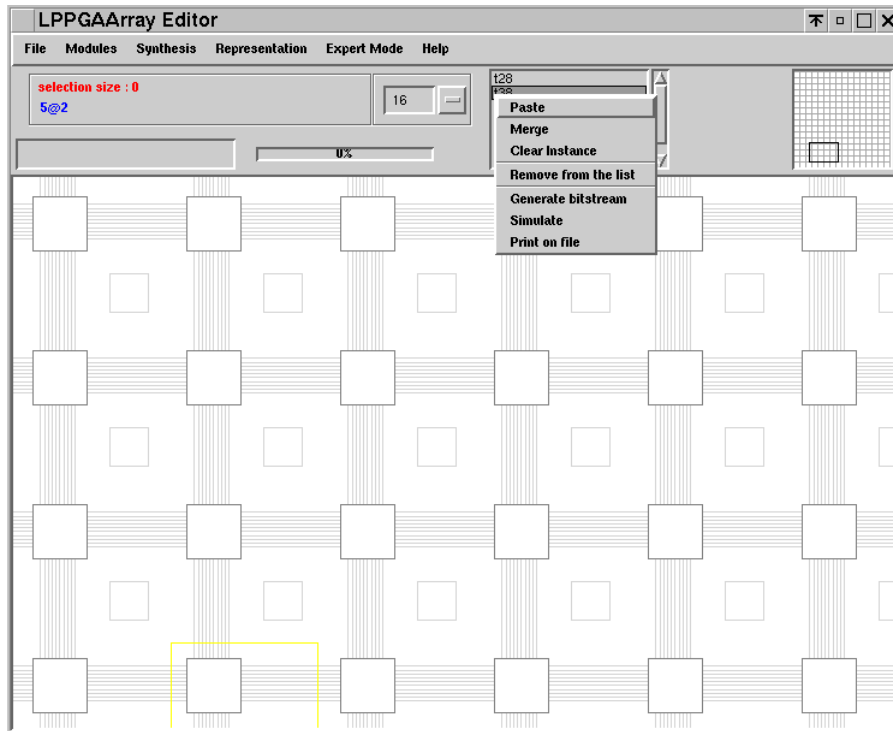 LPPGAArray Editor
File Modules Synthesis Representation Expert Mode Help
selection size : 0
5@2
16
t28
t38
0%
Paste
Merge
Clear Instance
Remove from the list
Generate bitstream
Simulate
Print on file